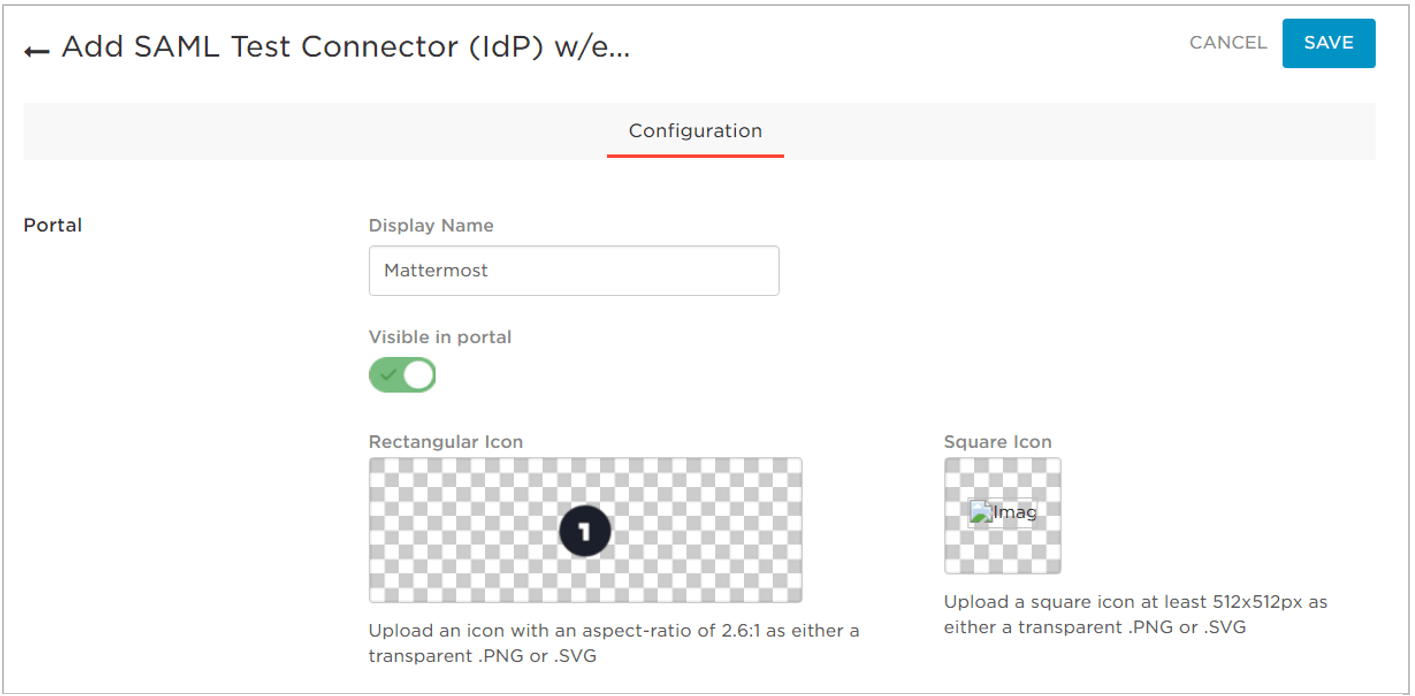 Add SAML Test Connector (IdP) w/e...
CANCEL
SAVE
Configuration
Portal
Display Name
Mattermost
Visible in portal
Rectangular Icon
Square Icon
1
Imag
Upload an icon with an aspect-ratio of 2.6:1 as either a
transparent .PNG or .SVG
Upload a square icon at least 512x512px as
either a transparent .PNG or .SVG